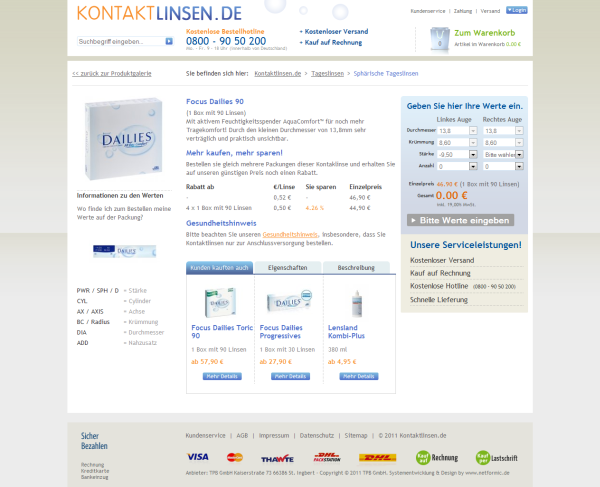 KONTAKTLINSEN.DE
Kundenservice | Zahlung | Versand Login
Suchbegriff eingeben...
Kostenlose Bestellhotline
0800 - 90 50 200
Mo. - Fr. 9 - 18 Uhr (innerhalb von Deutschland)
+ Kostenloser Versand
+ Kauf auf Rechnung
Zum Warenkorb
Artikel im Warenkorb 0,00 €
<< zurück zur Produktgalerie
Sie befinden sich hier: Kontaktlinsen.de » Tageslinsen » Sphärische Tageslinsen
DAILIES
Informationen zu den Werten
Wo finde ich zum Bestellen meine
Werte auf der Packung?
PWR / SPH / D = Stärke
CYL = Cylinder
AX / AXIS = Achse
BC / Radius = Krümmung
DIA = Durchmesser
ADD = Nahzusatz
Focus Dailies 90
(1 Box mit 90 Linsen)
Mit aktivem Feuchtigkeitsspender AquaComfort™ für noch mehr
Tragekomfort! Durch den kleinen Durchmesser von 13,8mm sehr
verträglich und praktisch unsichtbar.
Mehr kaufen, mehr sparen!
Bestellen sie gleich mehrere Packungen dieser Kontaktlinse und erhalten Sie
auf unseren günstigen Preis noch einen Rabatt.
Rabatt ab €/Linse Sie sparen Einzelpreis
- 0,52 € - 46,90 €
4 x 1 Box mit 90 Linsen 0,50 € 4.26 % 44,90 €
Gesundheitshinweis
Bitte beachten Sie unseren Gesundheitshinweis, insbesondere, dass Sie
Kontaktlinsen nur zur Anschlussversorgung bestellen.
Kunden kauften auch Eigenschaften Beschreibung
Focus Dailies Toric
90
1 Box mit 90 Linsen
ab 57,90 €
Mehr Details
Focus Dailies
Progressives
1 Box mit 30 Linsen
ab 27,90 €
Mehr Details
Lensland
Kombi-Plus
380 ml
ab 4,95 €
Mehr Details
Geben Sie hier Ihre Werte ein.
Linkes Auge Rechtes Auge
Durchmesser 13,8 13,8
Krümmung 8,60 8,60
Stärke -9,50 Bitte wählen
Anzahl 0 0
Einzelpreis 46,90 € (1 Box mit 90 Linsen)
Gesamt 0.00 €
inkl. 19,00% MwSt.
Bitte Werte eingeben
Unsere Serviceleistungen!
Kostenloser Versand
Kauf auf Rechnung
Kostenlose Hotline (0800 - 90 50 200)
Schnelle Lieferung
Sicher
Bezahlen
Rechnung
Kreditkarte
Bankeinzug
Kundenservice | AGB | Impressum | Datenschutz | Sitemap | © 2011 Kontaktlinsen.de
VISA MasterCard Thawte DHL PACKSTATION DHL Kauf auf Rechnung Kauf per Lastschrift
Anbieter: TPB GmbH Kaiserstraße 73 66386 St. Ingbert - Copyright © 2011 TPB GmbH. Systementwicklung & Design by www.netformic.de